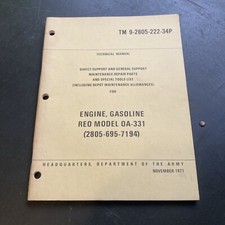 TM 9-2805-222-34P
TECHNICAL MANUAL
DIRECT SUPPORT AND GENERAL SUPPORT
MAINTENANCE REPAIR PARTS
AND SPECIAL TOOLS LIST
(INCLUDING DEPOT MAINTENANCE ALLOWANCES)
FOR
ENGINE, GASOLINE
REO MODEL OA-331
(2805-695-7194)
HEADQUARTERS, DEPARTMENT OF THE ARMY
NOVEMBER 1971